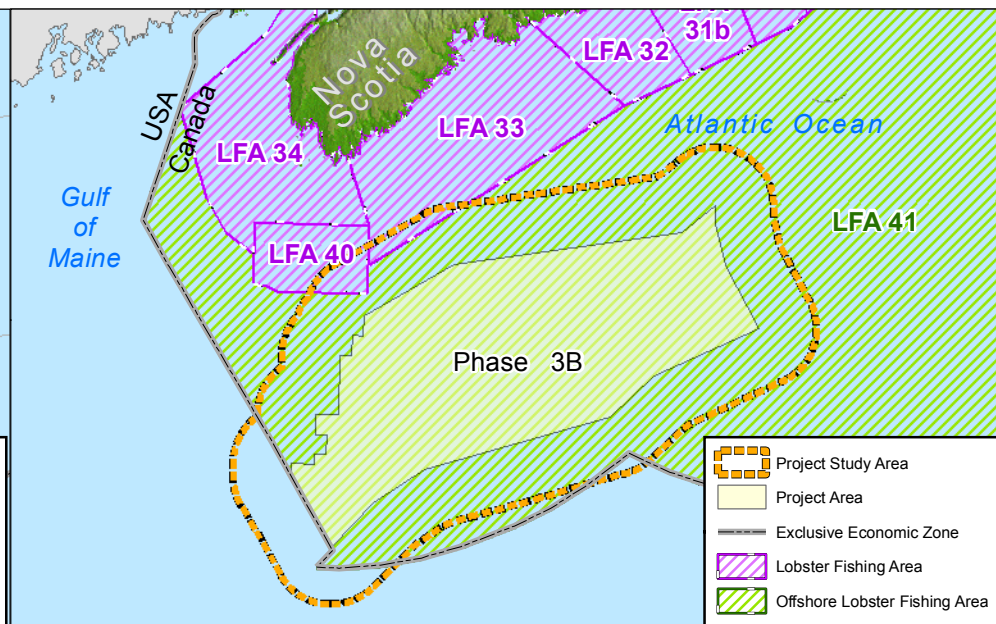 31b
LFA 32
Nova
Scotia
USA
Canada
LFA 33
Atlantic Ocean
LFA 34
Gulf
of
Maine
LFA 41
LFA 40
Phase 3B
Project Study Area
Project Area
Exclusive Economic Zone
Lobster Fishing Area
Offshore Lobster Fishing Area